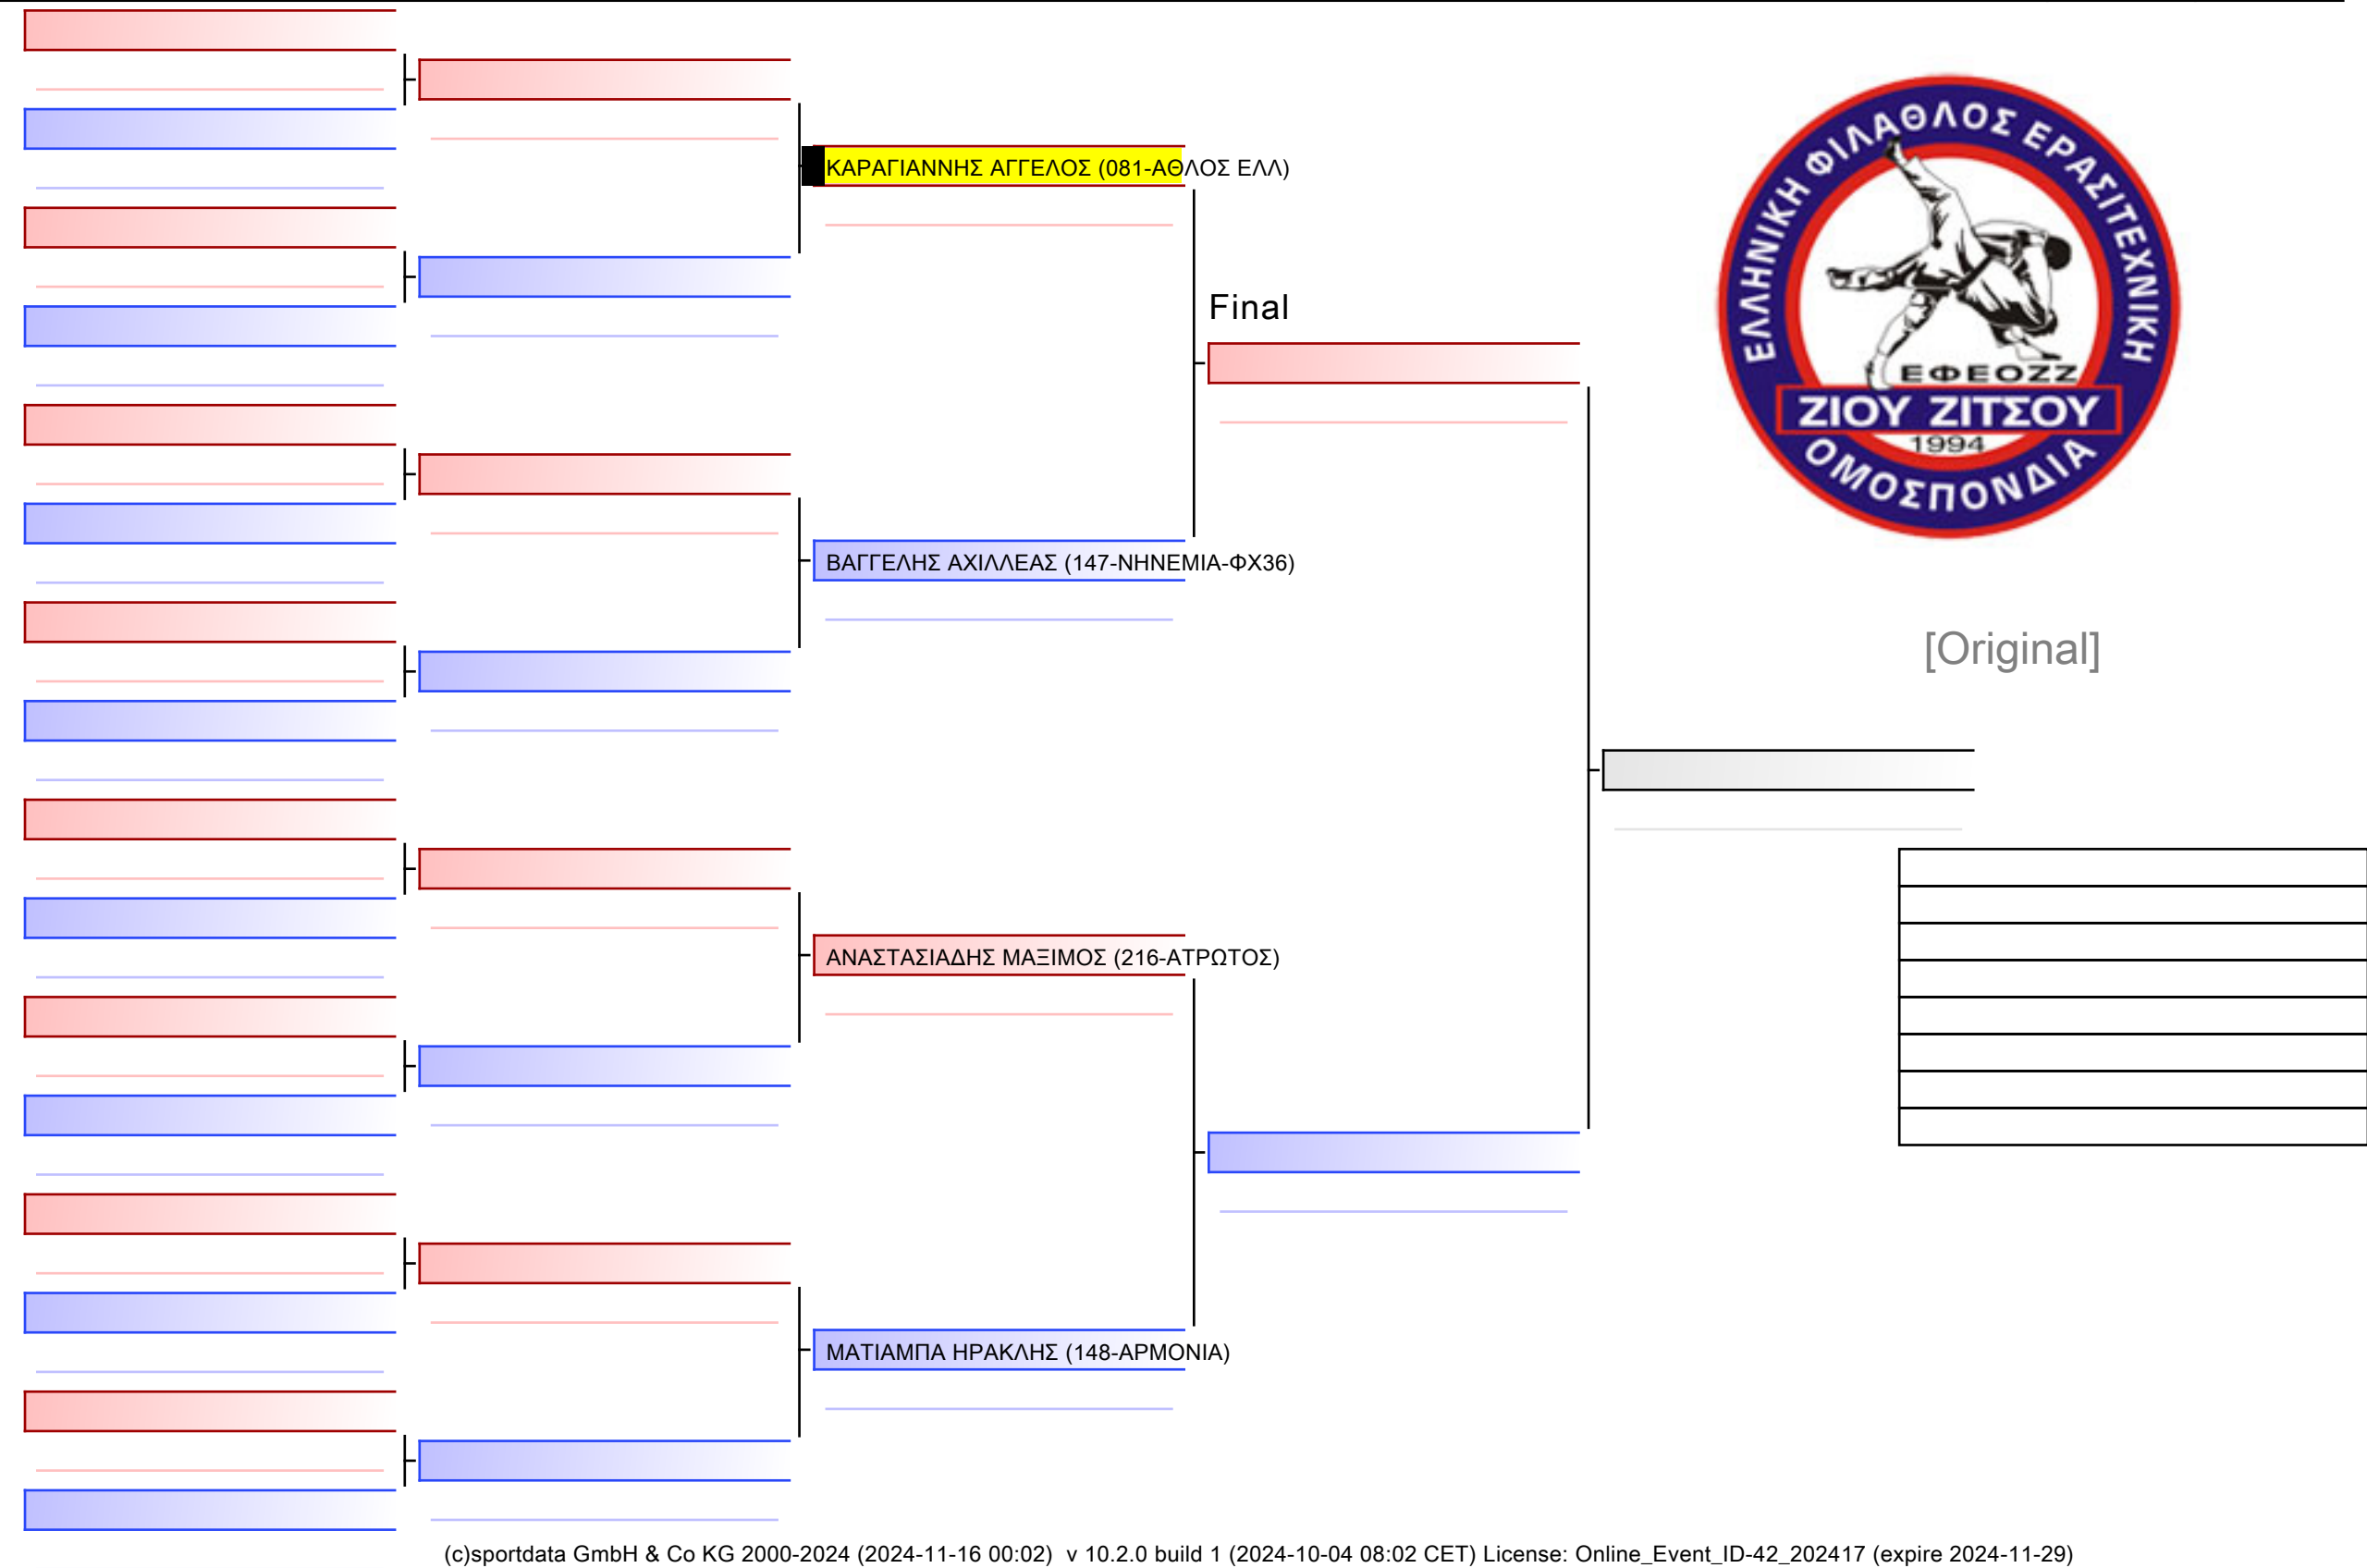 ΚΑΡΑΓΙΑΝΝΗΣ ΑΓΓΕΛΟΣ (081-ΑΘΛΟΣ ΕΛΛ)
ΕΛΛΗΝΙΚΗ ΦΙΛΑΘΛΟΣ ΕΡΑΣΙΤΕΧΝΙΚΗ
Final
ΕΦΕΟΖΖ
ΖΙΟΥ ΖΙΤΣΟΥ
1994
ΟΜΟΣΠΟΝΔΙΑ
ΒΑΓΓΕΛΗΣ ΑΧΙΛΛΕΑΣ (147-ΝΗΝΕΜΙΑ-ΦΧ36)
[Original]
ΑΝΑΣΤΑΣΙΑΔΗΣ ΜΑΞΙΜΟΣ (216-ΑΤΡΩΤΟΣ)
ΜΑΤΙΑΜΠΑ ΗΡΑΚΛΗΣ (148-ΑΡΜΟΝΙΑ)
(c)sportdata GmbH & Co KG 2000-2024 (2024-11-16 00:02) v 10.2.0 build 1 (2024-10-04 08:02 CET) License: Online_Event_ID-42_202417 (expire 2024-11-29)